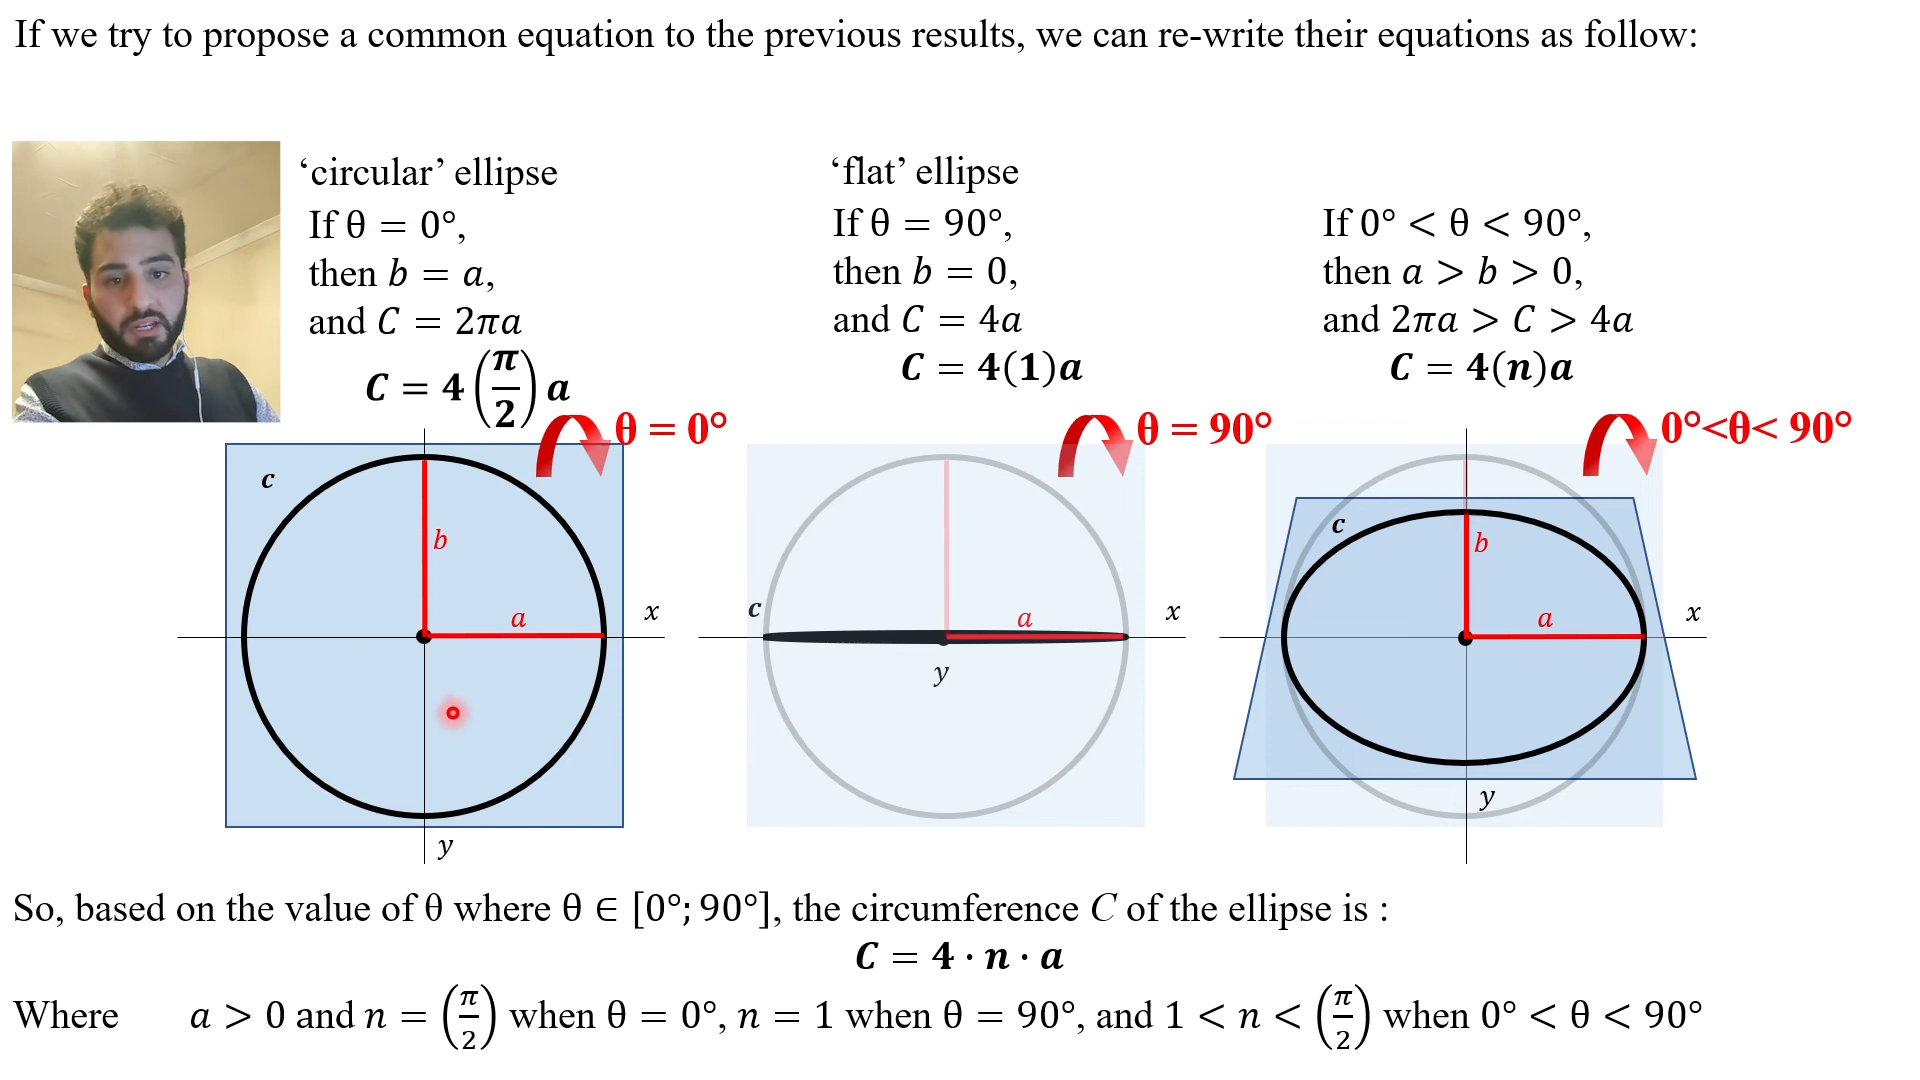 If we try to propose a common equation to the previous results, we can re-write their equations as follow:
‘circular’ ellipse
If θ = 0°,
then b = a,
and C = 2πa
C = 4 (π/2) a
θ = 0°
‘flat’ ellipse
If θ = 90°,
then b = 0,
and C = 4a
C = 4(1)a
θ = 90°
If 0° < θ < 90°,
then a > b > 0,
and 2πa > C > 4a
C = 4(n)a
0°<θ< 90°
c
b
a
x
y
c
a
x
y
c
b
a
x
y
So, based on the value of θ where θ ∈ [0°; 90°], the circumference C of the ellipse is :
C = 4 · n · a
Where a > 0 and n = (π/2) when θ = 0°, n = 1 when θ = 90°, and 1 < n < (π/2) when 0° < θ < 90°